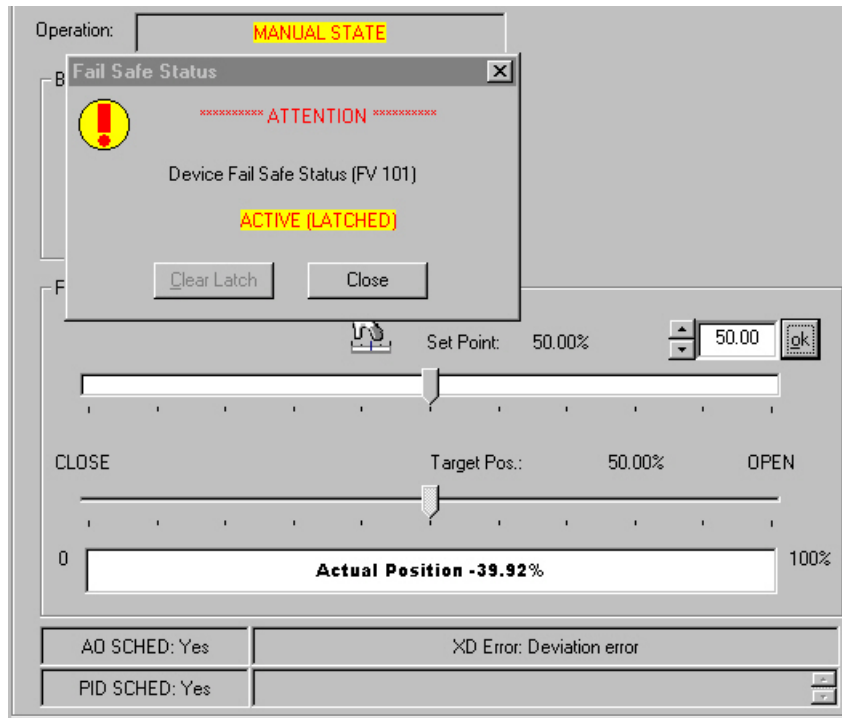 Operation: MANUAL STATE
B
Fail Safe Status
********** ATTENTION **********
Device Fail Safe Status (FV 101)
ACTIVE (LATCHED)
Clear Latch Close
F
Set Point: 50.00% 50.00 ok
CLOSE Target Pos.: 50.00% OPEN
0 Actual Position -39.92% 100%
AO SCHED: Yes XD Error: Deviation error
PID SCHED: Yes